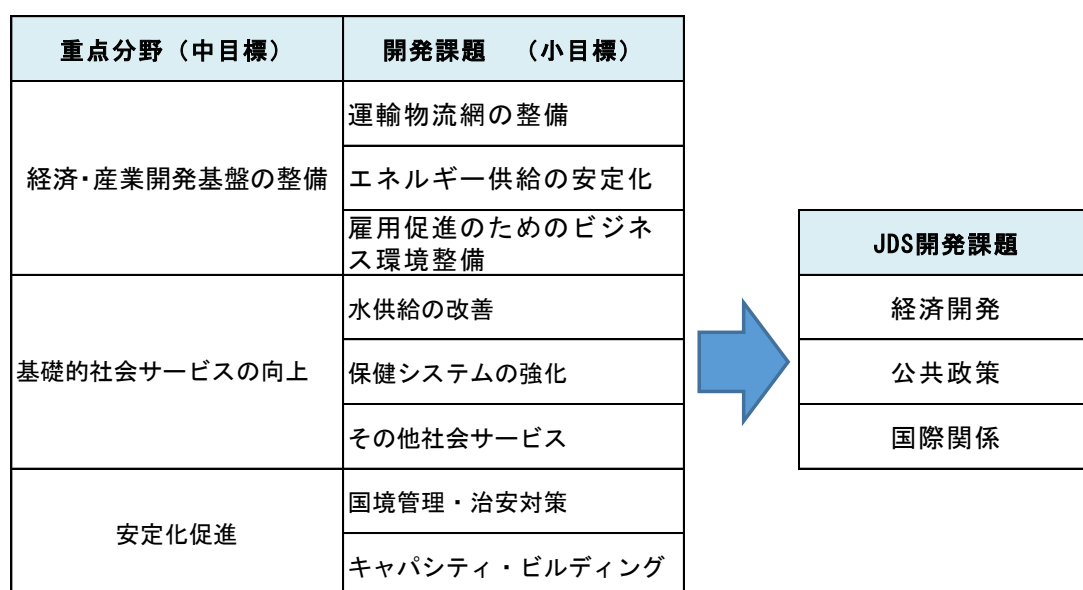 重点分野（中目標）
開発課題　（小目標）
経済･産業開発基盤の整備
運輸物流網の整備
エネルギー供給の安定化
雇用促進のためのビジネ
ス環境整備
基礎的社会サービスの向上
水供給の改善
保健システムの強化
その他社会サービス
安定化促進
国境管理・治安対策
キャパシティ・ビルディング
JDS開発課題
経済開発
公共政策
国際関係